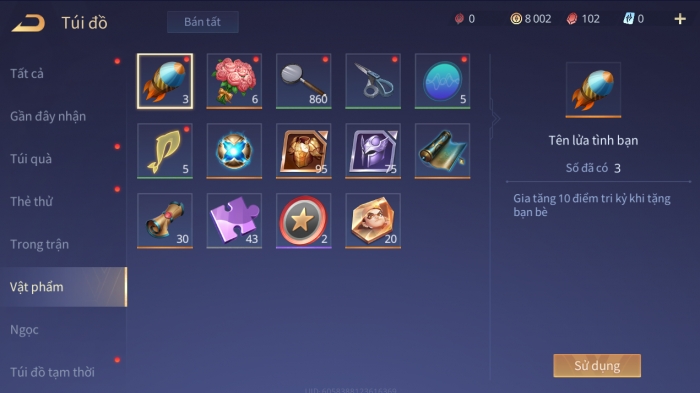 Túi đồ
Bán tất
0
8 002
102
0
Tất cả
Gần đây nhận
Túi quà
Thẻ thử
Trong trận
Vật phẩm
Ngọc
Túi đồ tạm thời
3
6
860
5
5
95
75
30
43
2
20
Tên lửa tình bạn
Số đã có 3
Gia tăng 10 điểm tri kỷ khi tặng
bạn bè
Sử dụng